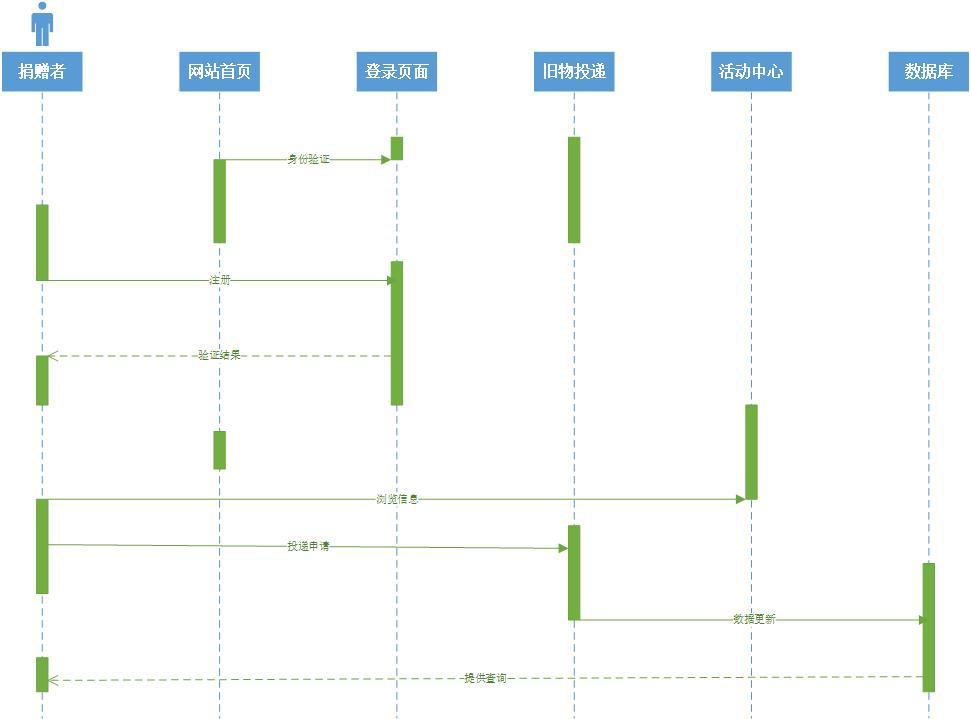 捐赠者
网站首页
登录页面
旧物投递
活动中心
数据库
身份验证
注册
验证结果
浏览信息
投递申请
数据更新
提供查询